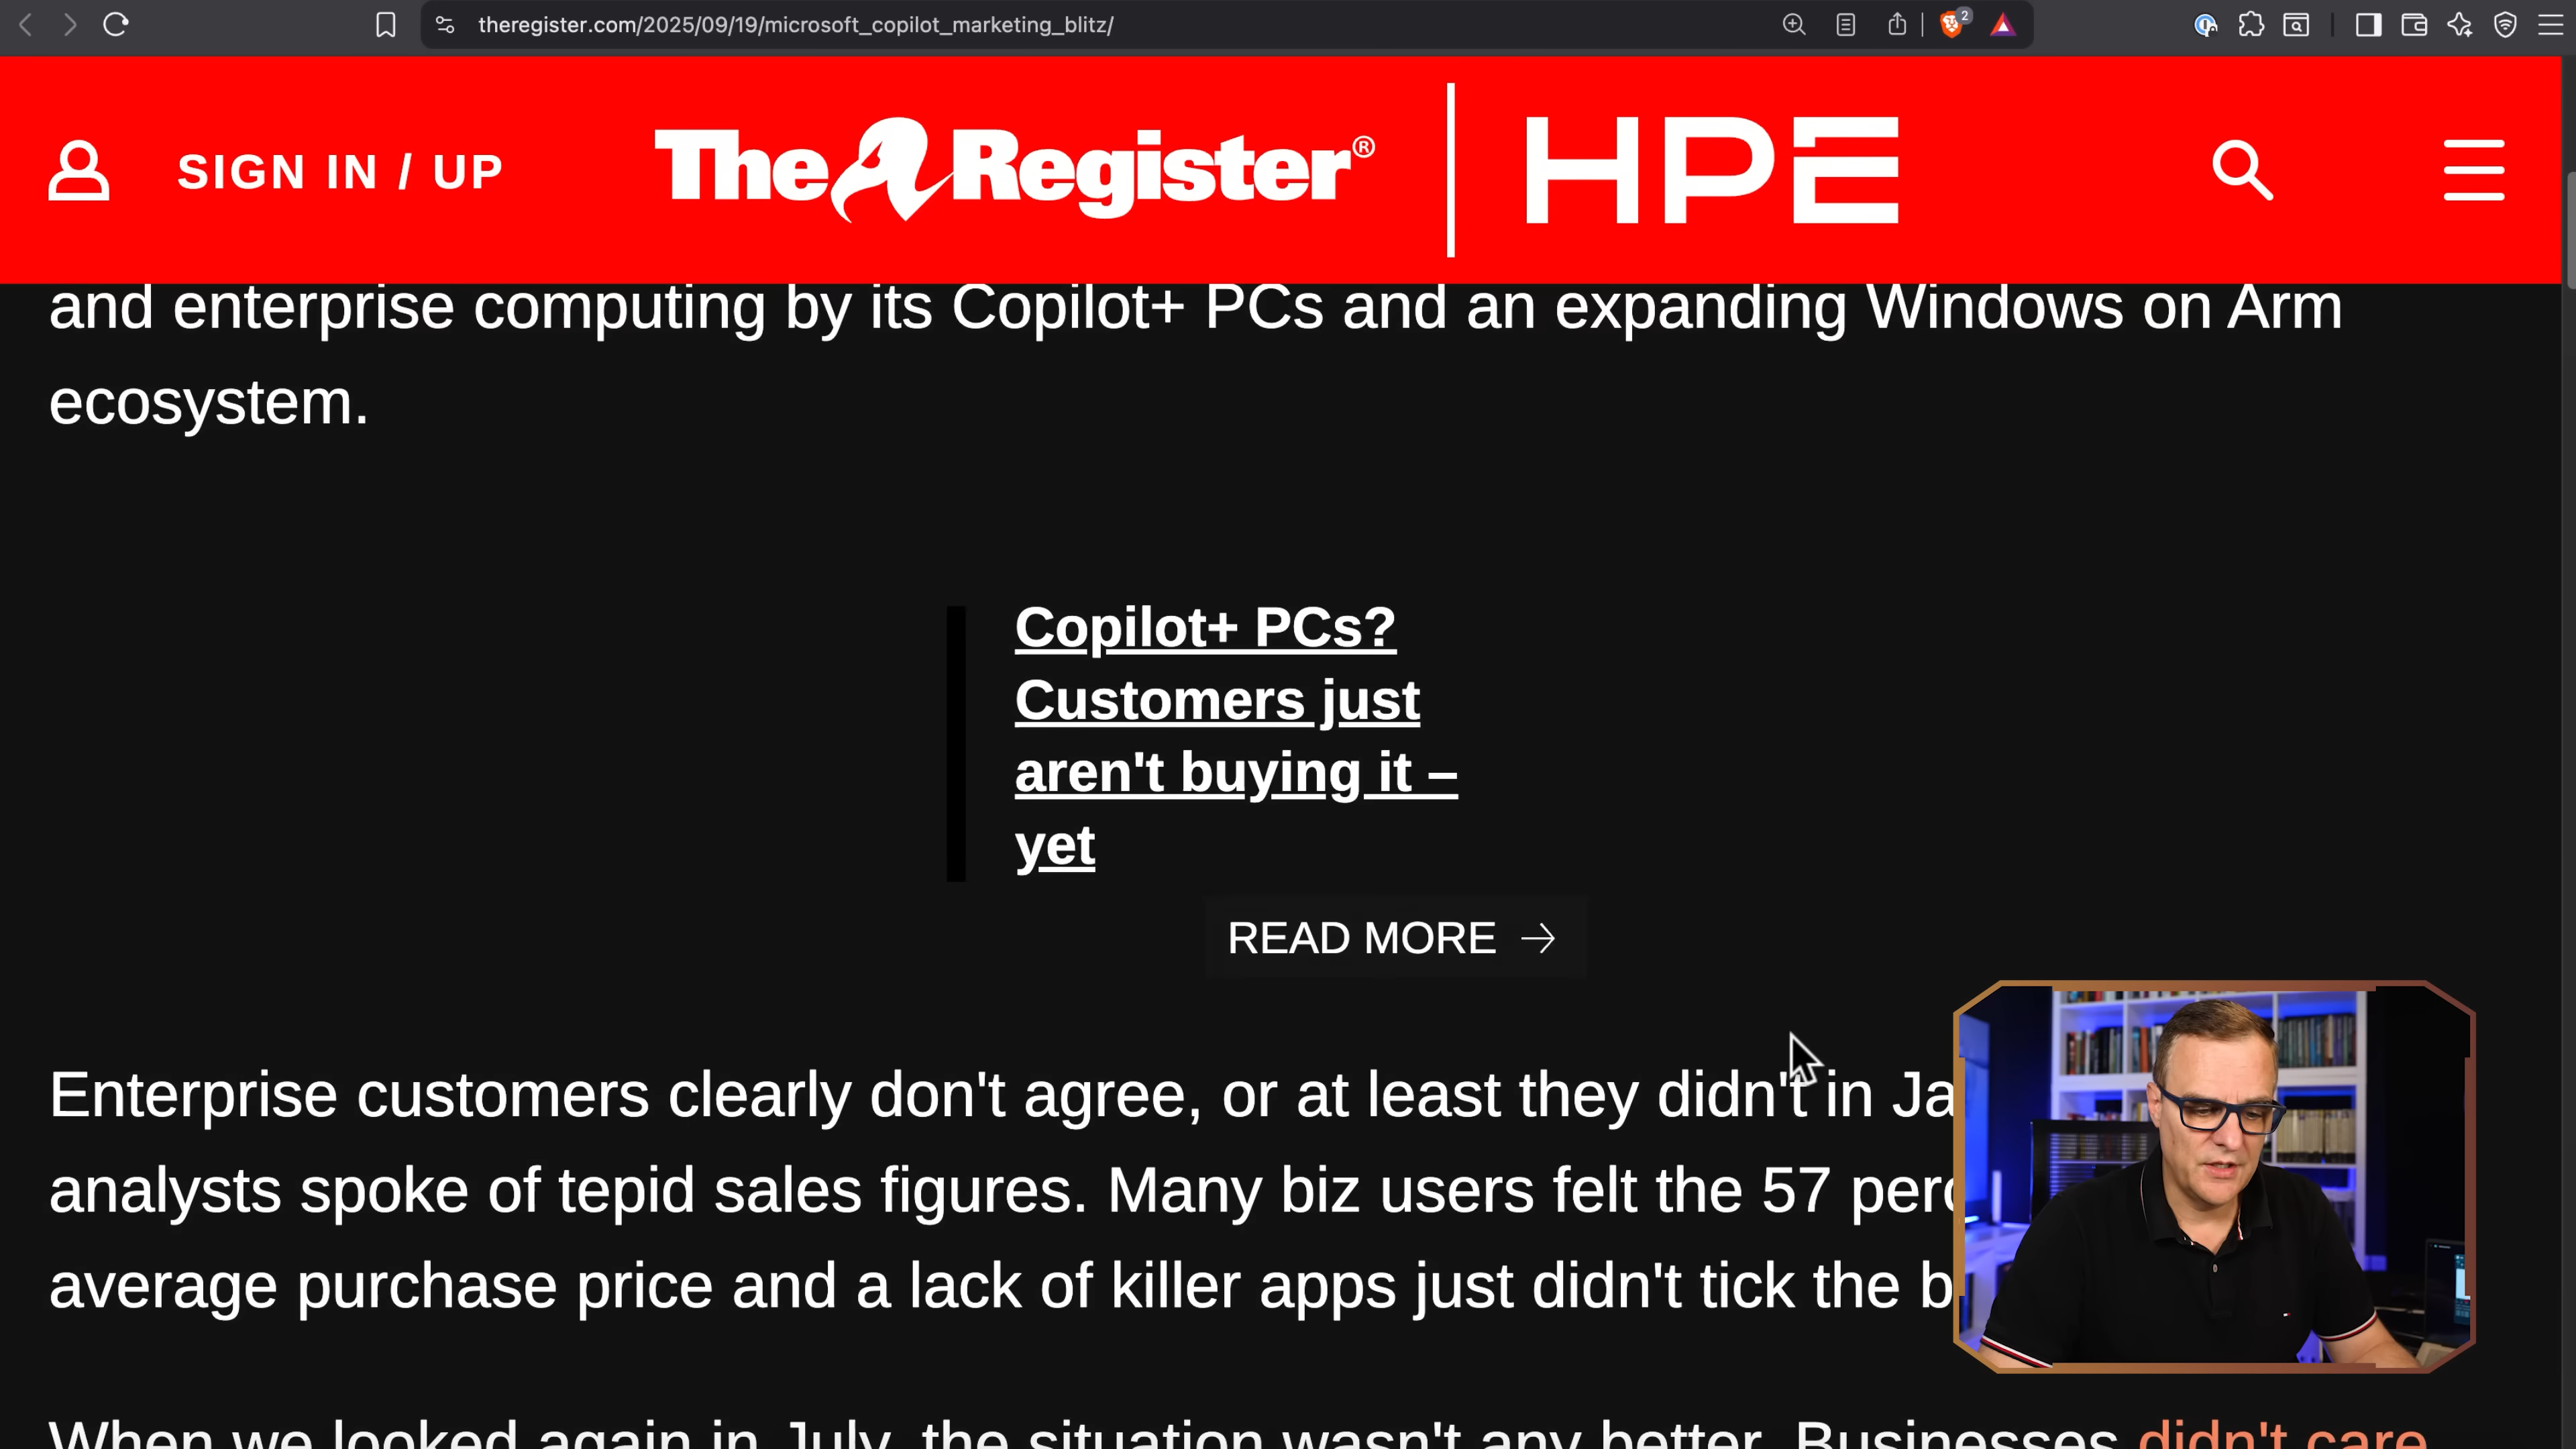 theregister.com/2025/09/19/microsoft_copilot_marketing_blitz/
2
SIGN IN / UP
The Register®
HPE
and enterprise computing by its Copilot+ PCs and an expanding Windows on Arm
ecosystem.
Copilot+ PCs?
Customers just
aren't buying it –
yet
READ MORE →
Enterprise customers clearly don't agree, or at least they didn't in
analysts spoke of tepid sales figures. Many biz users felt the 57
average purchase price and a lack of killer apps just didn't tick the
When we looked again in July, the situation wasn't any better. Businesses didn't care